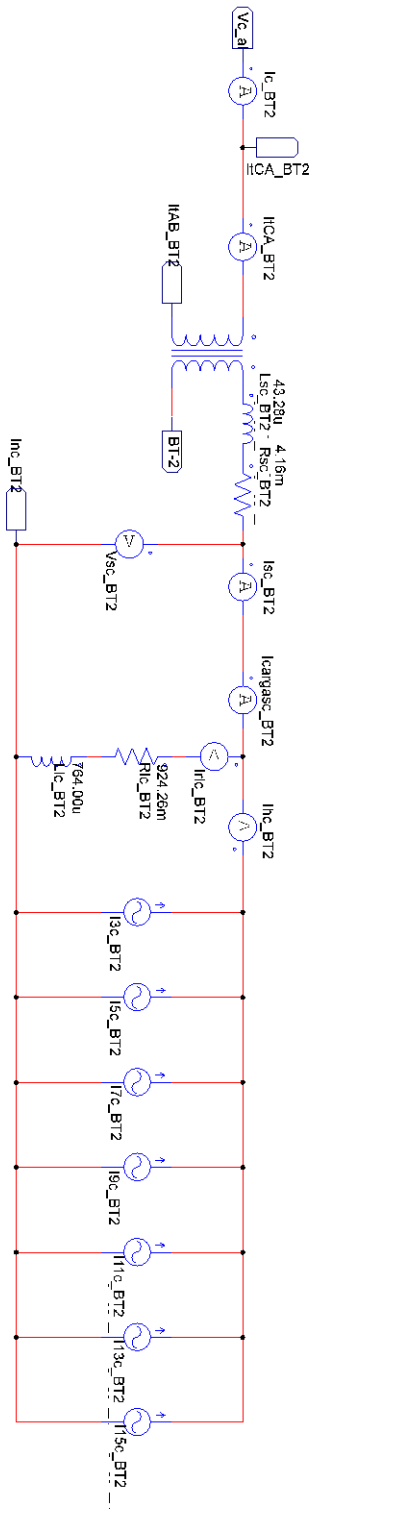 Vc_a
Ic_BT2
A
ItCA_BT2
ItCA_BT2
A
ItAB_BT2
BT-2
43.28u
Lsc_BT2
4.16m
Rsc_BT2
Inc_BT2
V
Vsc_BT2
Isc_BT2
A
Icargasc_BT2
A
Irlc_BT2
A
924.26m
Rlc_BT2
764.00u
Llc_BT2
Ihc_BT2
A
I3c_BT2
I5c_BT2
I7c_BT2
I9c_BT2
I11c_BT2
I13c_BT2
I15c_BT2